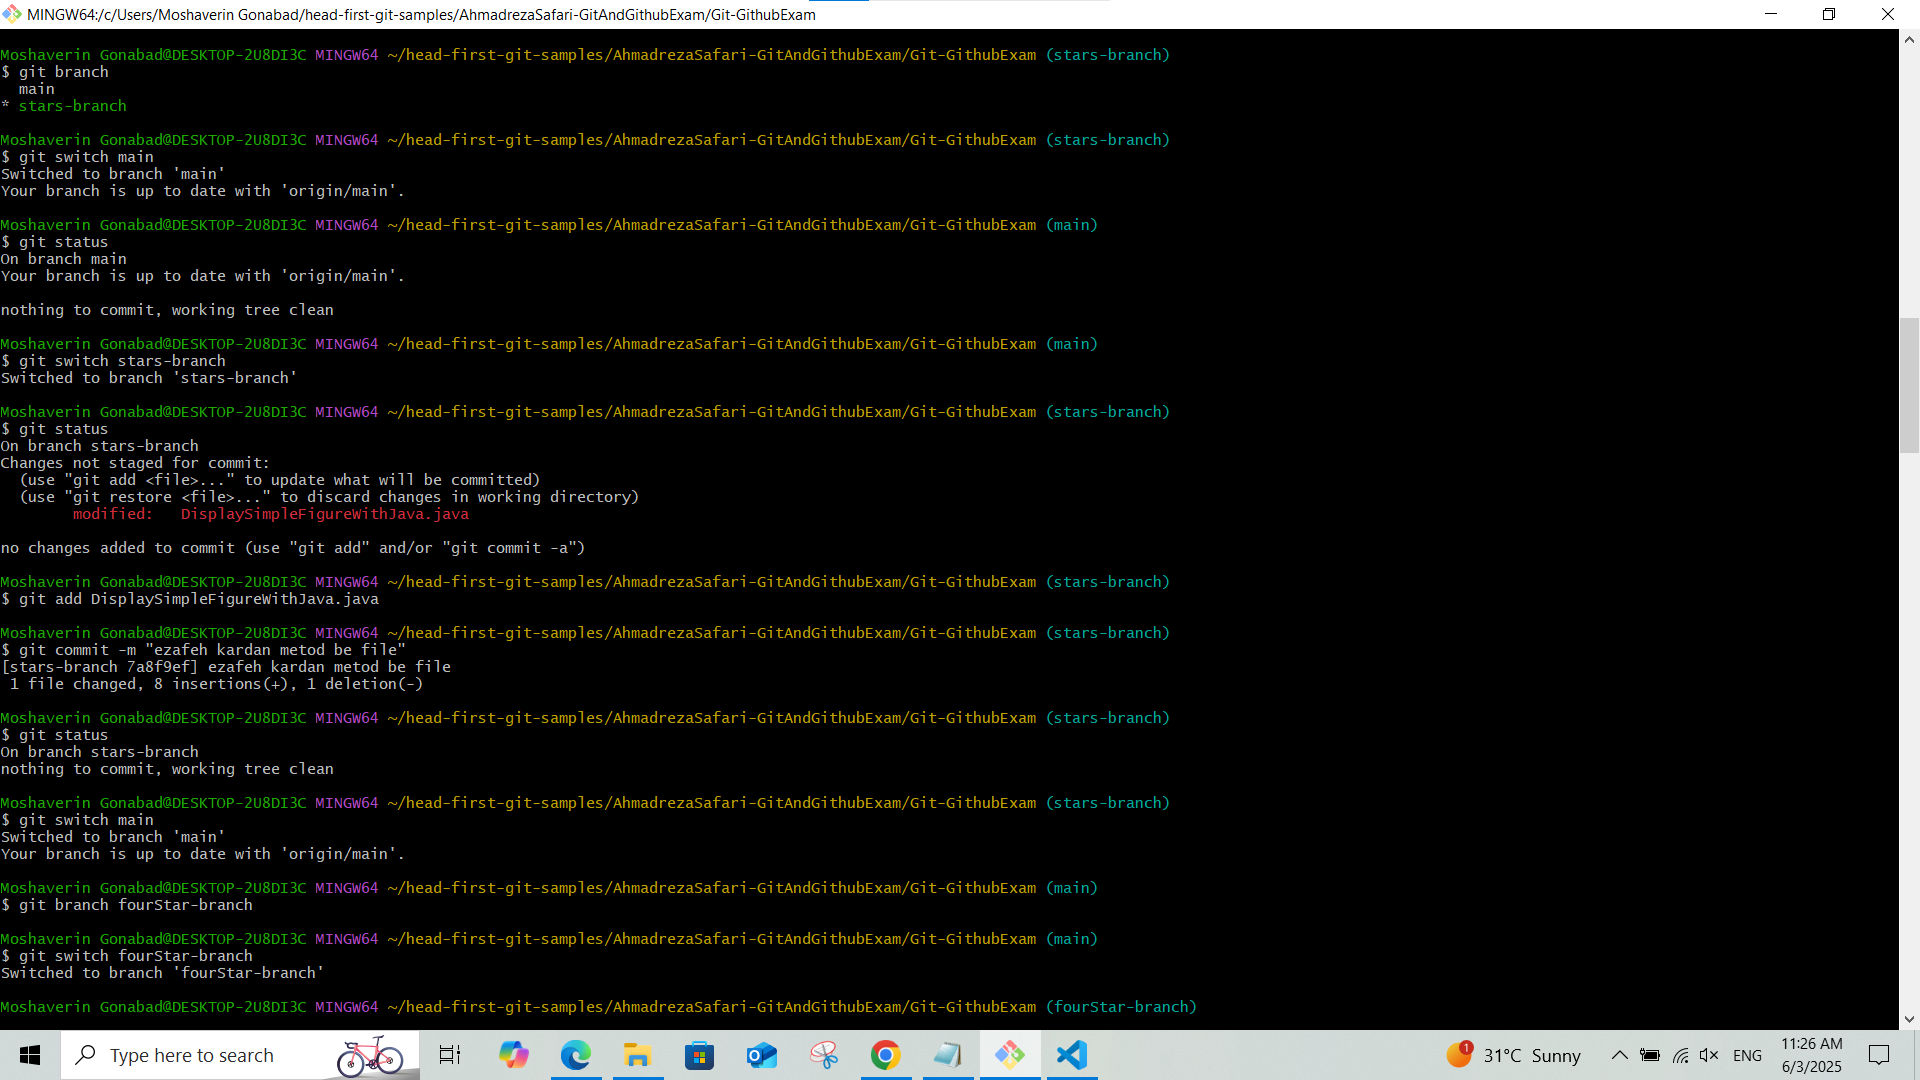 MINGW64:/c/Users/Moshaverin Gonabad/head-first-git-samples/AhmadrezaSafari-GitAndGithubExam/Git-GithubExam
Moshaverin Gonabad@DESKTOP-2U8DI3C MINGW64 ~/head-first-git-samples/AhmadrezaSafari-GitAndGithubExam/Git-GithubExam (stars-branch)
$ git branch
  main
* stars-branch
Moshaverin Gonabad@DESKTOP-2U8DI3C MINGW64 ~/head-first-git-samples/AhmadrezaSafari-GitAndGithubExam/Git-GithubExam (stars-branch)
$ git switch main
Switched to branch 'main'
Your branch is up to date with 'origin/main'.
Moshaverin Gonabad@DESKTOP-2U8DI3C MINGW64 ~/head-first-git-samples/AhmadrezaSafari-GitAndGithubExam/Git-GithubExam (main)
$ git status
On branch main
Your branch is up to date with 'origin/main'.
nothing to commit, working tree clean
Moshaverin Gonabad@DESKTOP-2U8DI3C MINGW64 ~/head-first-git-samples/AhmadrezaSafari-GitAndGithubExam/Git-GithubExam (main)
$ git switch stars-branch
Switched to branch 'stars-branch'
Moshaverin Gonabad@DESKTOP-2U8DI3C MINGW64 ~/head-first-git-samples/AhmadrezaSafari-GitAndGithubExam/Git-GithubExam (stars-branch)
$ git status
On branch stars-branch
Changes not staged for commit:
  (use "git add <file>..." to update what will be committed)
  (use "git restore <file>..." to discard changes in working directory)
        modified:   DisplaySimpleFigureWithJava.java
no changes added to commit (use "git add" and/or "git commit -a")
Moshaverin Gonabad@DESKTOP-2U8DI3C MINGW64 ~/head-first-git-samples/AhmadrezaSafari-GitAndGithubExam/Git-GithubExam (stars-branch)
$ git add DisplaySimpleFigureWithJava.java
Moshaverin Gonabad@DESKTOP-2U8DI3C MINGW64 ~/head-first-git-samples/AhmadrezaSafari-GitAndGithubExam/Git-GithubExam (stars-branch)
$ git commit -m "ezafeh kardan metod be file"
[stars-branch 7a8f9ef] ezafeh kardan metod be file
 1 file changed, 8 insertions(+), 1 deletion(-)
Moshaverin Gonabad@DESKTOP-2U8DI3C MINGW64 ~/head-first-git-samples/AhmadrezaSafari-GitAndGithubExam/Git-GithubExam (stars-branch)
$ git status
On branch stars-branch
nothing to commit, working tree clean
Moshaverin Gonabad@DESKTOP-2U8DI3C MINGW64 ~/head-first-git-samples/AhmadrezaSafari-GitAndGithubExam/Git-GithubExam (stars-branch)
$ git switch main
Switched to branch 'main'
Your branch is up to date with 'origin/main'.
Moshaverin Gonabad@DESKTOP-2U8DI3C MINGW64 ~/head-first-git-samples/AhmadrezaSafari-GitAndGithubExam/Git-GithubExam (main)
$ git branch fourStar-branch
Moshaverin Gonabad@DESKTOP-2U8DI3C MINGW64 ~/head-first-git-samples/AhmadrezaSafari-GitAndGithubExam/Git-GithubExam (main)
$ git switch fourStar-branch
Switched to branch 'fourStar-branch'
Moshaverin Gonabad@DESKTOP-2U8DI3C MINGW64 ~/head-first-git-samples/AhmadrezaSafari-GitAndGithubExam/Git-GithubExam (fourStar-branch)
Type here to search
1
31°C Sunny
ENG
11:26 AM
6/3/2025